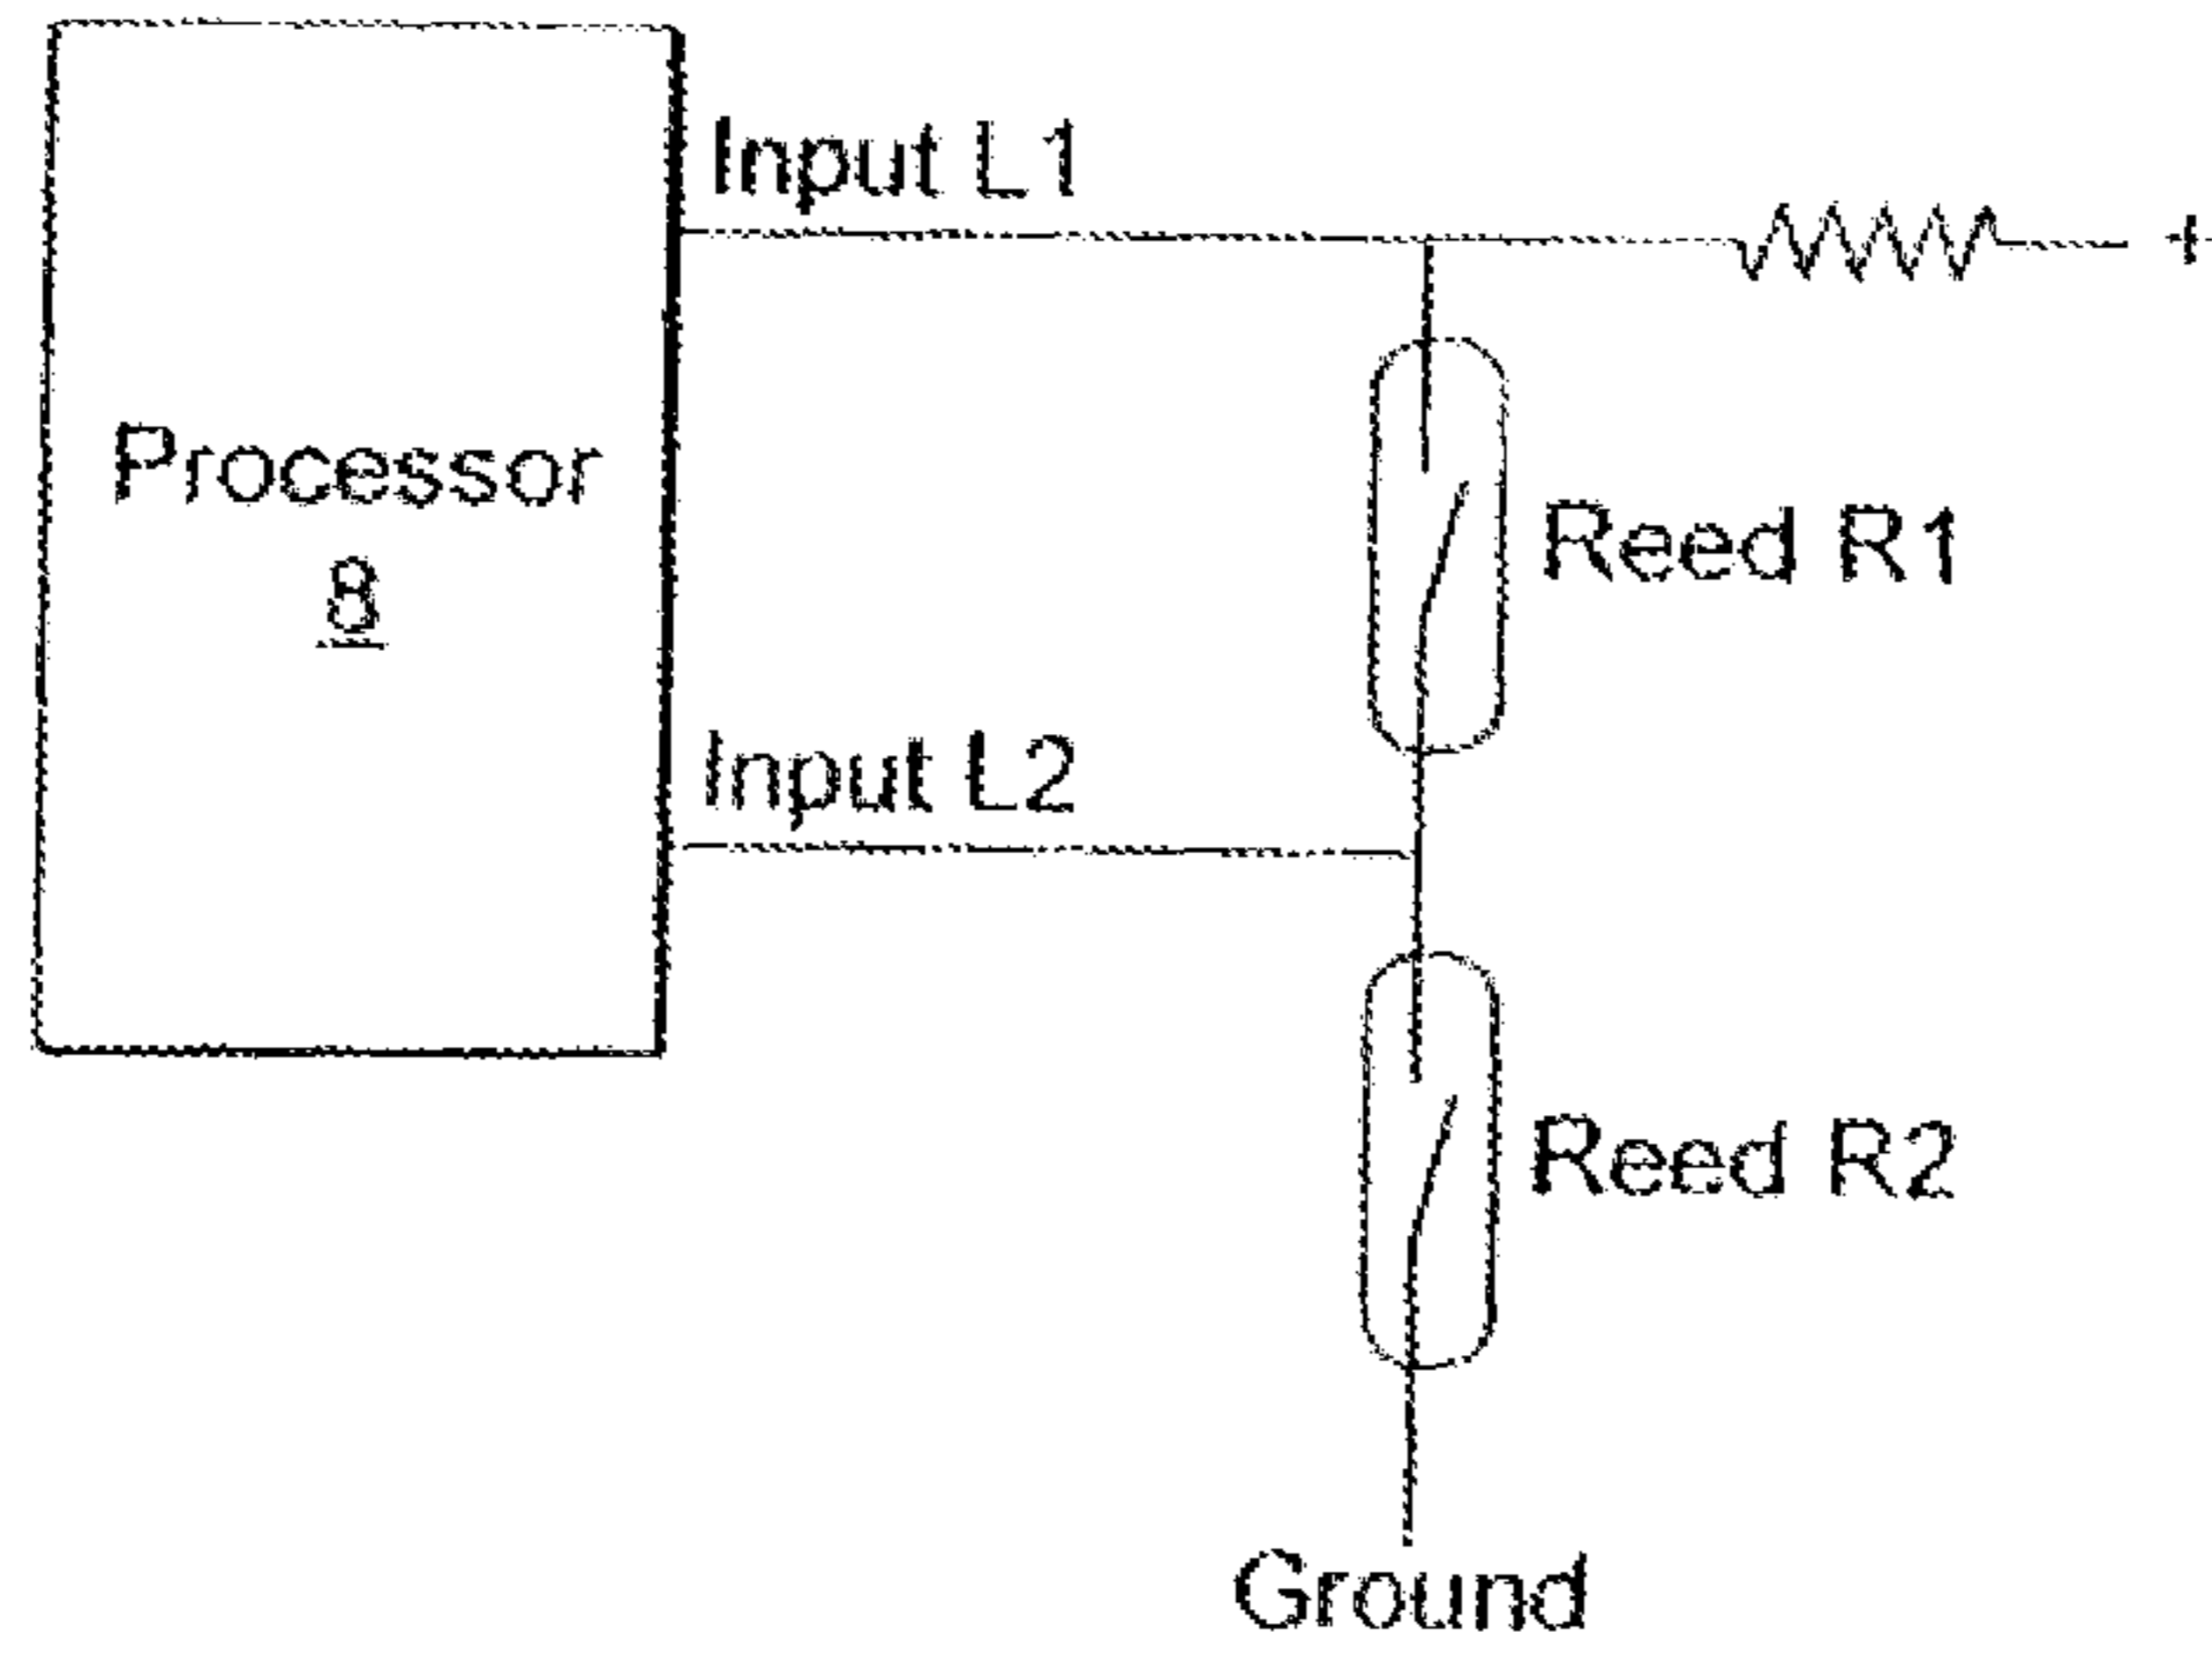 Input L1
+
Processor
8
Reed R1
Input L2
Reed R2
Ground